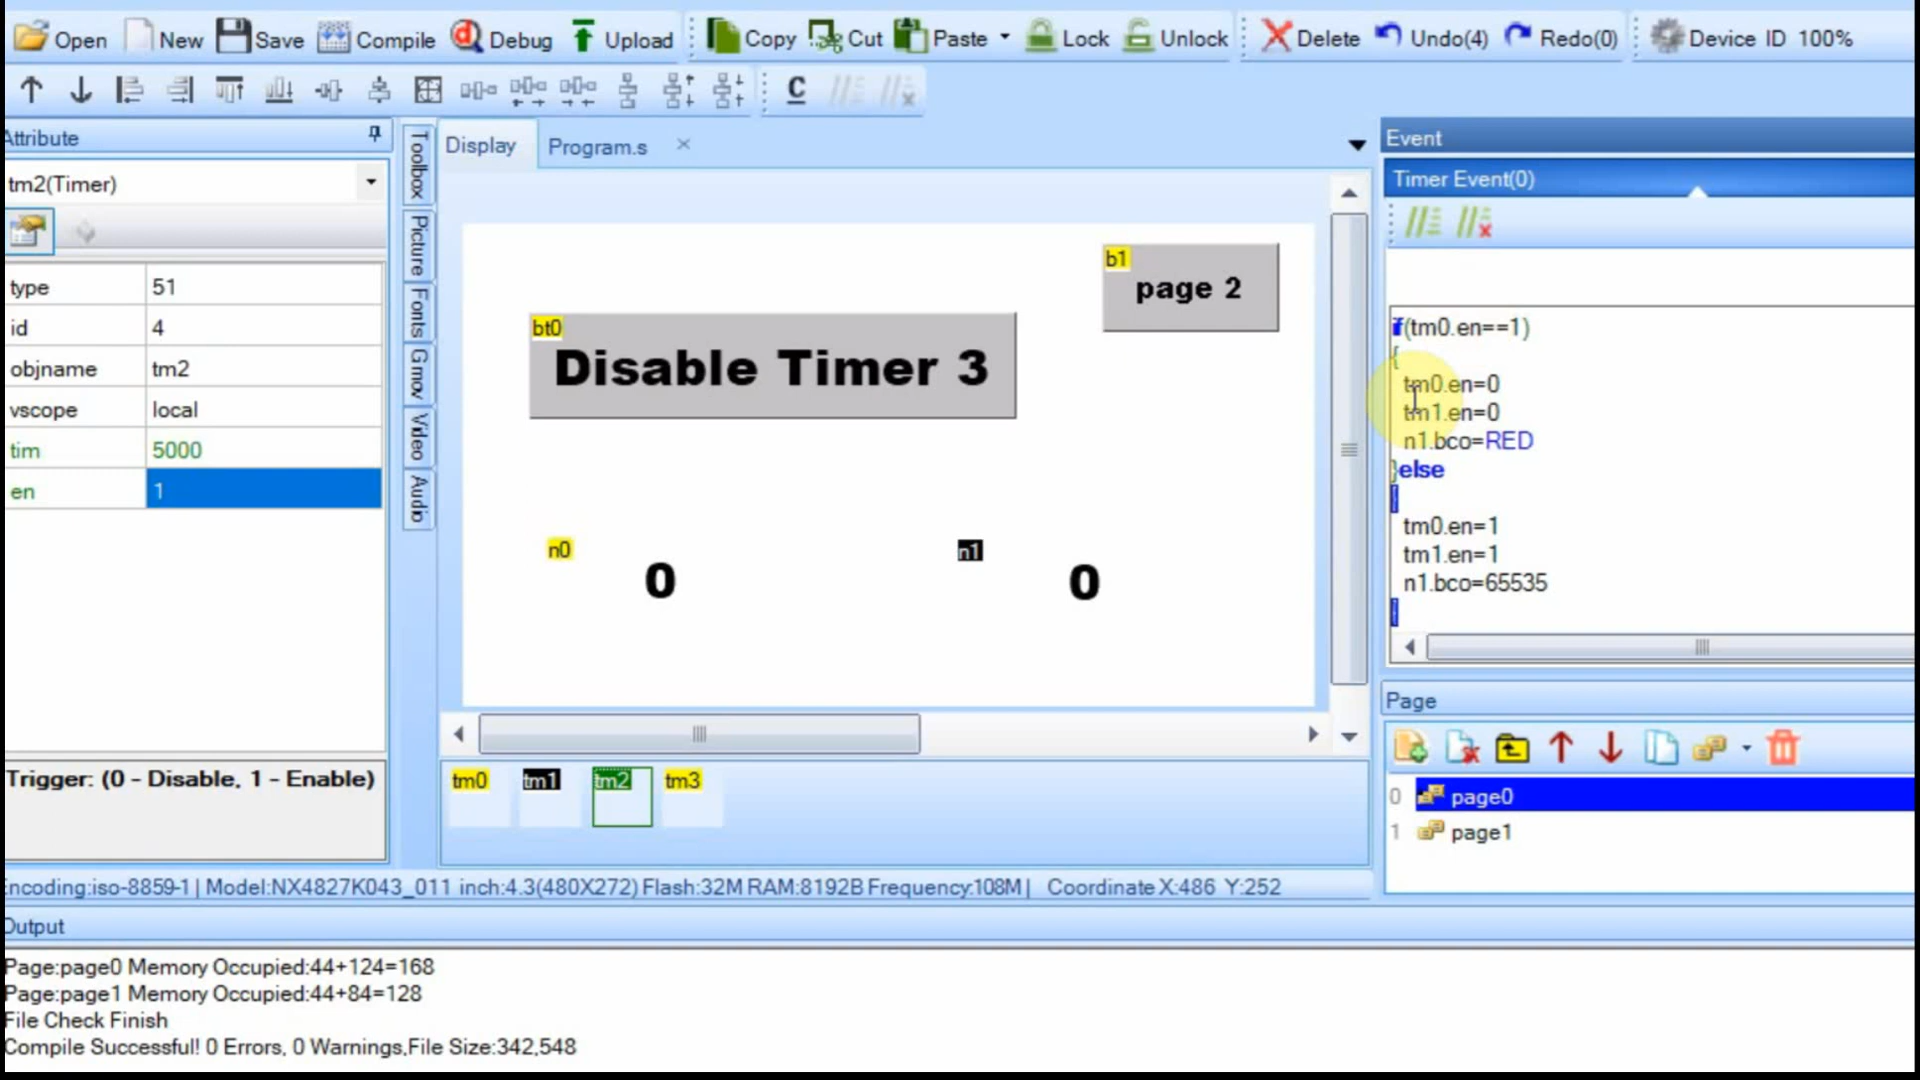 Open New Save Compile Debug Upload Copy Cut Paste Lock Unlock Delete Undo(4) Redo(0) Device ID 100%
C
Attribute
tm2(Timer)
type 51
id 4
objname tm2
vscope local
tim 5000
en 1
Trigger: (0 - Disable, 1 - Enable)
Toolbox
Picture
Fonts
Gmov
Video
Audio
Display Program.s
b1
page 2
bt0
Disable Timer 3
n0
0
n1
0
tm0 tm1 tm2 tm3
Event
Timer Event(0)
if(tm0.en==1)
{
tm0.en=0
tm1.en=0
n1.bco=RED
}else
{
tm0.en=1
tm1.en=1
n1.bco=65535
}
Page
0 page0
1 page1
ncoding:iso-8859-1| Model:NX4827K043_011 inch:4.3(480X272) Flash:32M RAM:8192B Frequency:108M| Coordinate X:486 Y:252
Output
Page:page0 Memory Occupied:44+124=168
Page:page1 Memory Occupied:44+84=128
File Check Finish
Compile Successful! 0 Errors, 0 Warnings,File Size:342,548